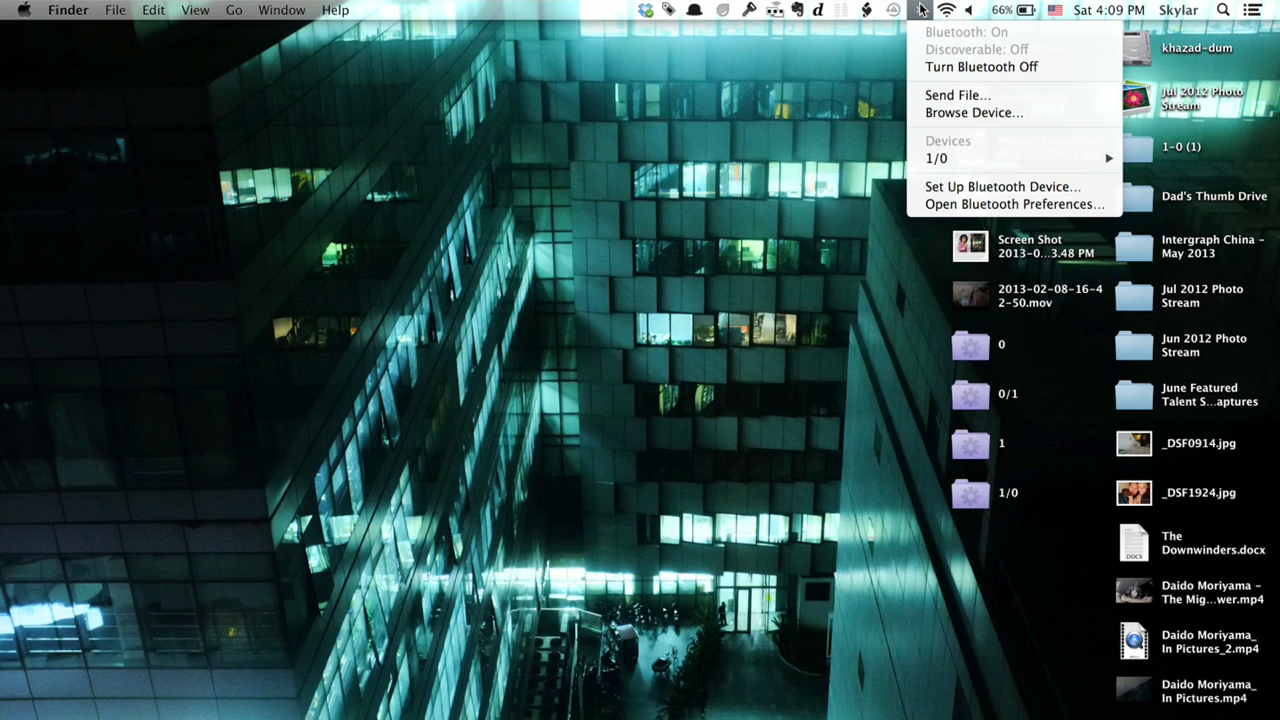 Finder File Edit View Go Window Help
d 66% Sat 4:09 PM Skylar
Bluetooth: On
Discoverable: Off
Turn Bluetooth Off
Send File...
Browse Device...
Devices
1/0
Set Up Bluetooth Device...
Open Bluetooth Preferences...
Screen Shot
2013-0...3.48 PM
2013-02-08-16-4
2-50.mov
0
0/1
1
1/0
khazad-dum
Jul 2012 Photo
Stream
1-0 (1)
Dad's Thumb Drive
Intergraph China –
May 2013
Jul 2012 Photo
Stream
Jun 2012 Photo
Stream
June Featured
Talent S...aptures
_DSF0914.jpg
_DSF1924.jpg
DOCX
The
Downwinders.docx
Daido Moriyama –
The Mig...wer.mp4
Daido Moriyama_
In Pictures_2.mp4
Daido Moriyama_
In Pictures.mp4